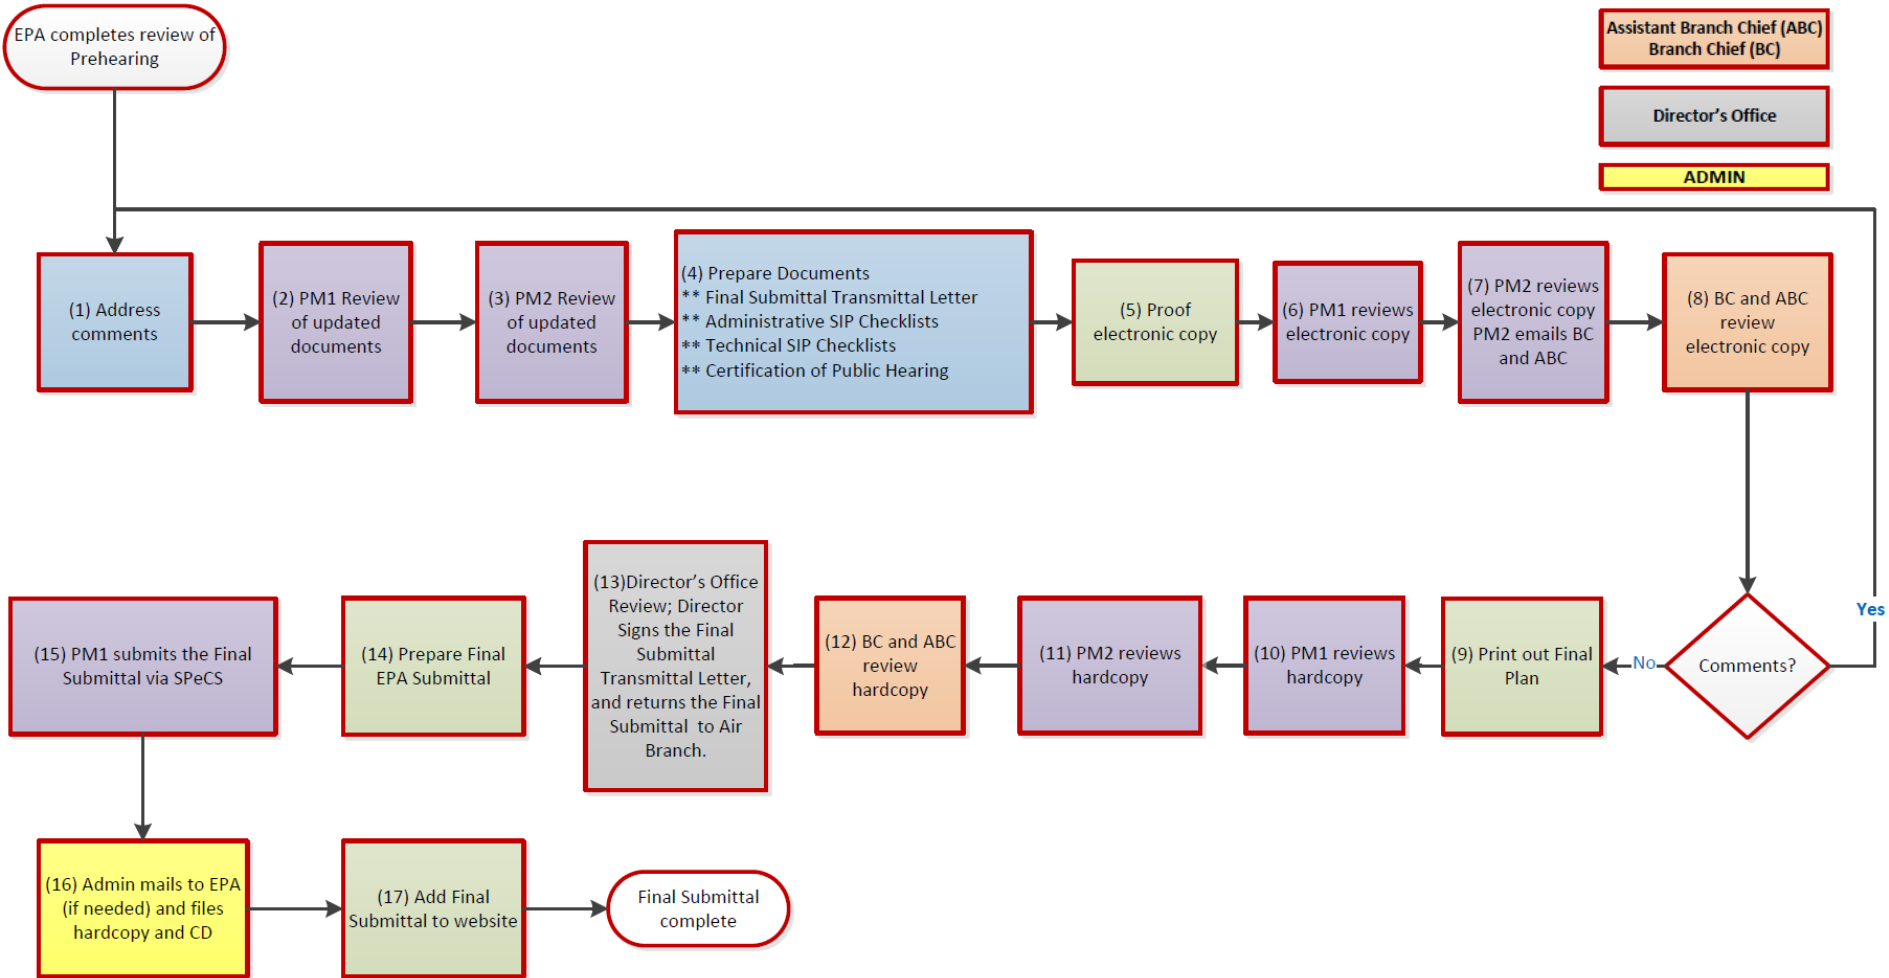 EPA completes review of
Prehearing
Assistant Branch Chief (ABC)
Branch Chief (BC)
Director's Office
ADMIN
(1) Address
comments
(2) PM1 Review
of updated
documents
(3) PM2 Review
of updated
documents
(4) Prepare Documents
** Final Submittal Transmittal Letter
** Administrative SIP Checklists
** Technical SIP Checklists
** Certification of Public Hearing
(5) Proof
electronic copy
(6) PM1 reviews
electronic copy
(7) PM2 reviews
electronic copy
PM2 emails BC
and ABC
(8) BC and ABC
review
electronic copy
Comments?
Yes
No
(9) Print out Final
Plan
(10) PM1 reviews
hardcopy
(11) PM2 reviews
hardcopy
(12) BC and ABC
review
hardcopy
(13)Director's Office
Review; Director
Signs the Final
Submittal
Transmittal Letter,
and returns the Final
Submittal to Air
Branch.
(14) Prepare Final
EPA Submittal
(15) PM1 submits the Final
Submittal via SPeCS
(16) Admin mails to EPA
(if needed) and files
hardcopy and CD
(17) Add Final
Submittal to website
Final Submittal
complete